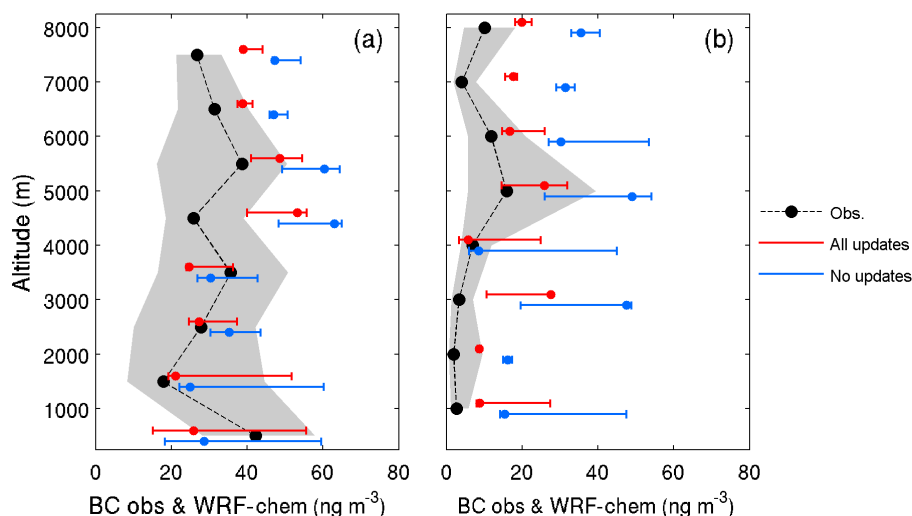 (a)
(b)
8000
7000
6000
5000
4000
3000
2000
1000
Altitude (m)
0
20
40
60
80
0
20
40
60
80
BC obs & WRF-chem (ng m⁻³)
BC obs & WRF-chem (ng m⁻³)
Obs.
All updates
No updates